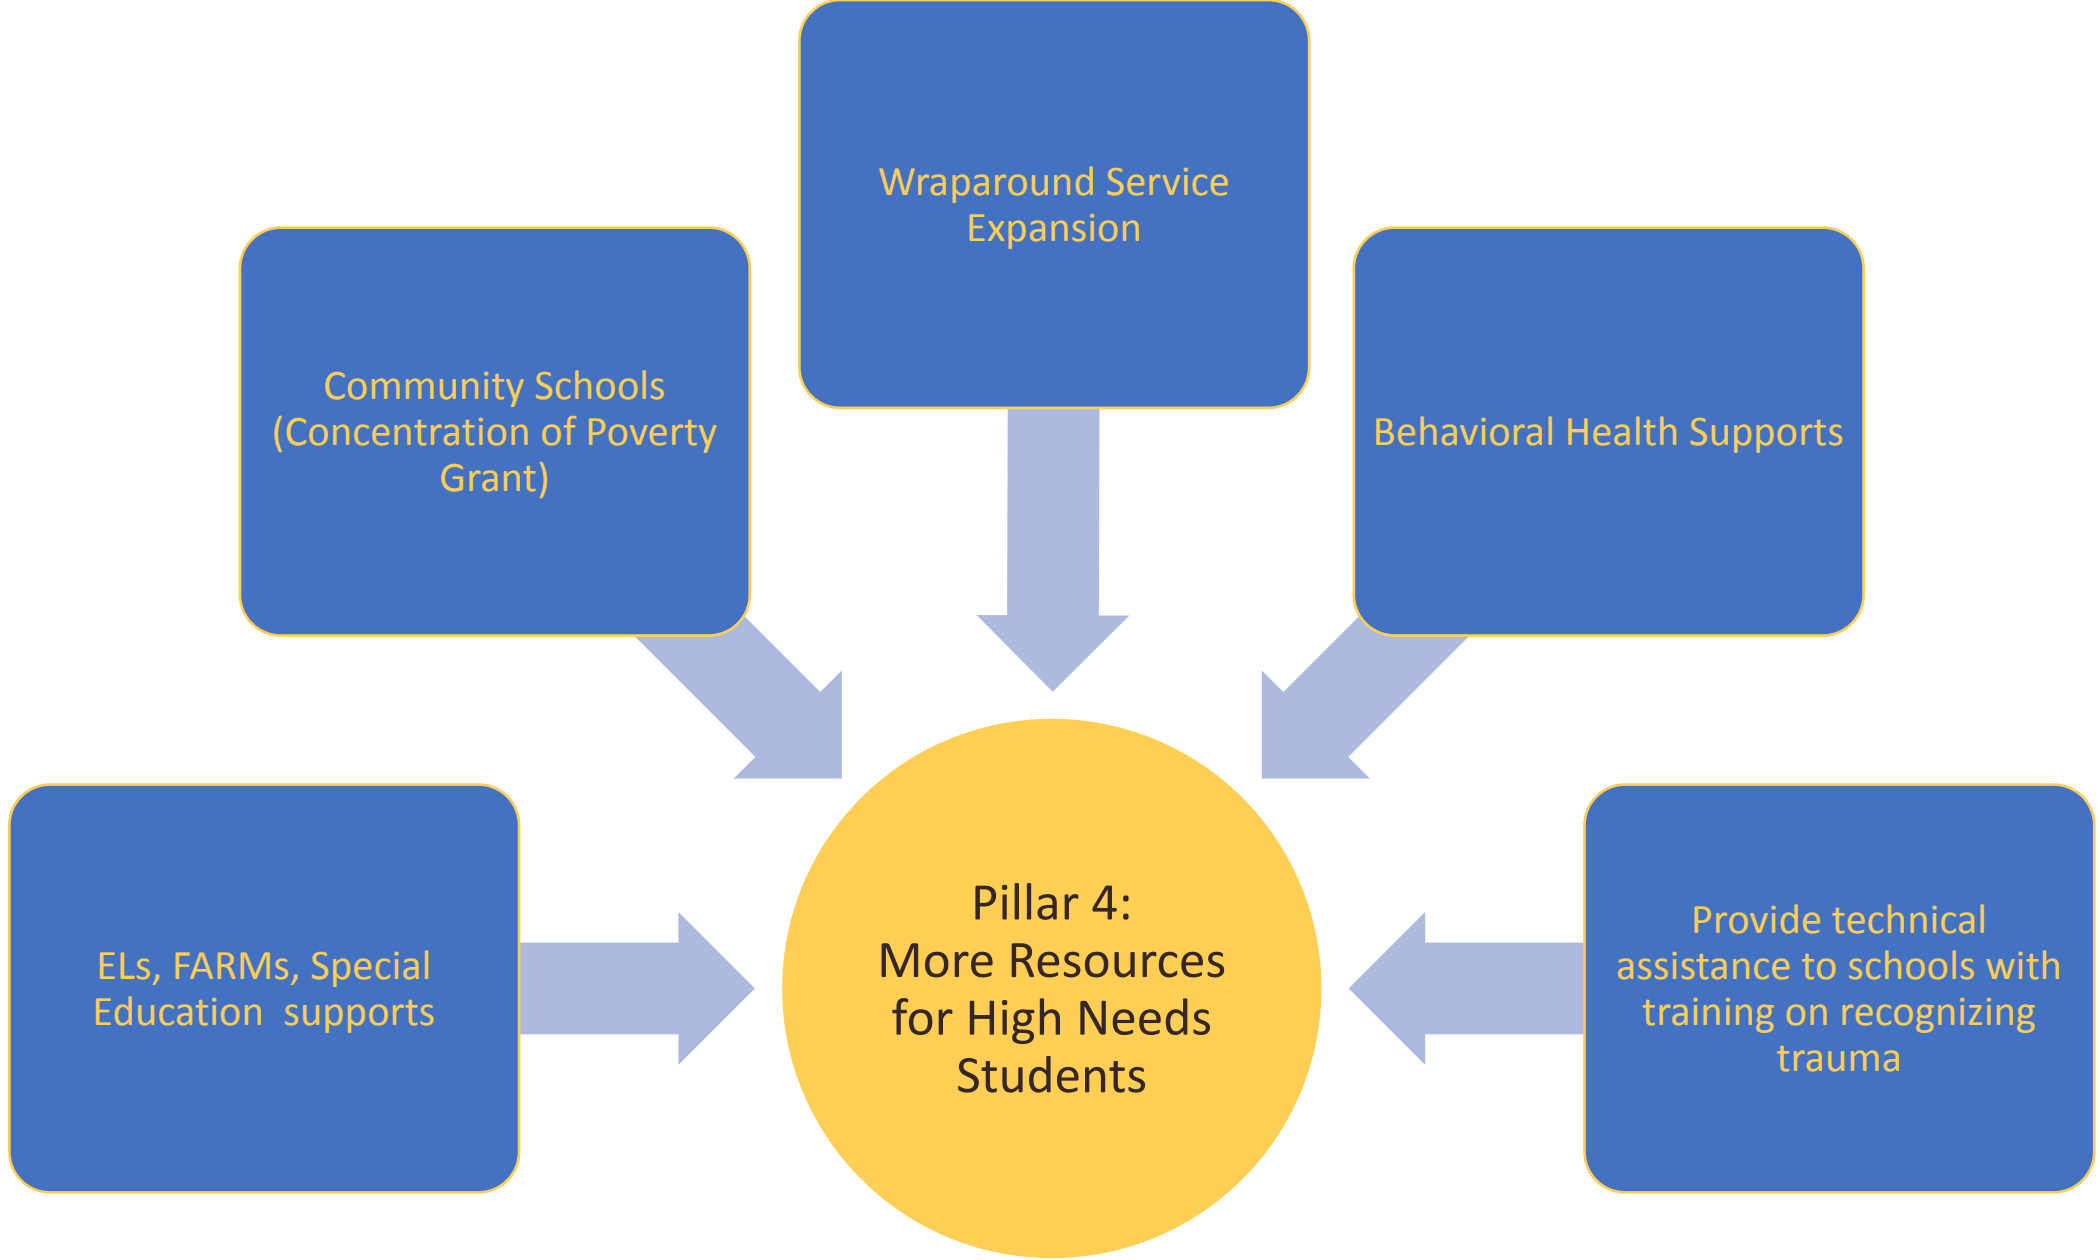 Wraparound Service
Expansion
Community Schools
(Concentration of Poverty
Grant)
Behavioral Health Supports
ELs, FARMs, Special
Education  supports
Pillar 4:
More Resources
for High Needs
Students
Provide technical
assistance to schools with
training on recognizing
trauma